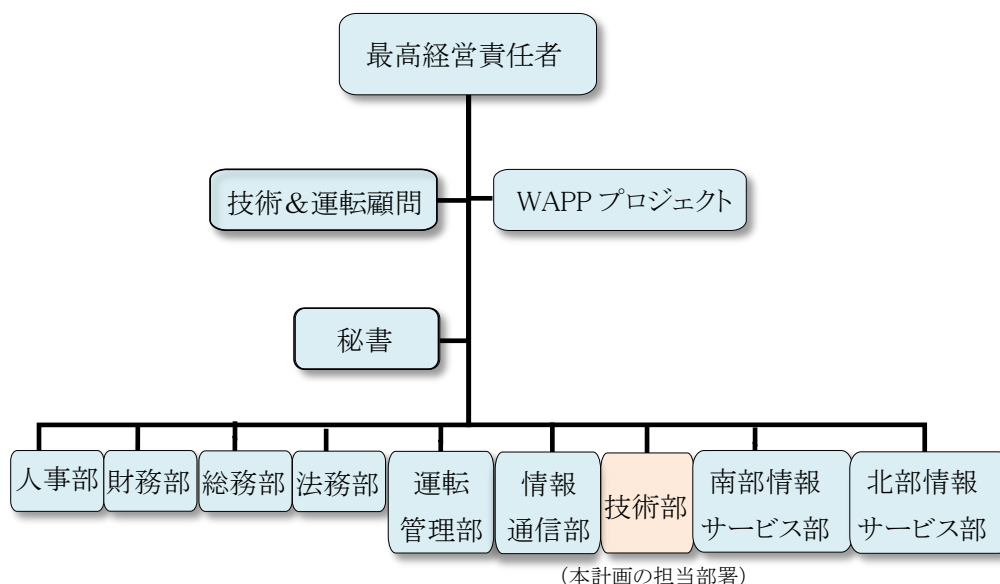 最高経営責任者
技術＆運転顧問
WAPP プロジェクト
秘書
人事部
財務部
総務部
法務部
運転
管理部
情報
通信部
技術部
南部情報
サービス部
北部情報
サービス部
（本計画の担当部署）